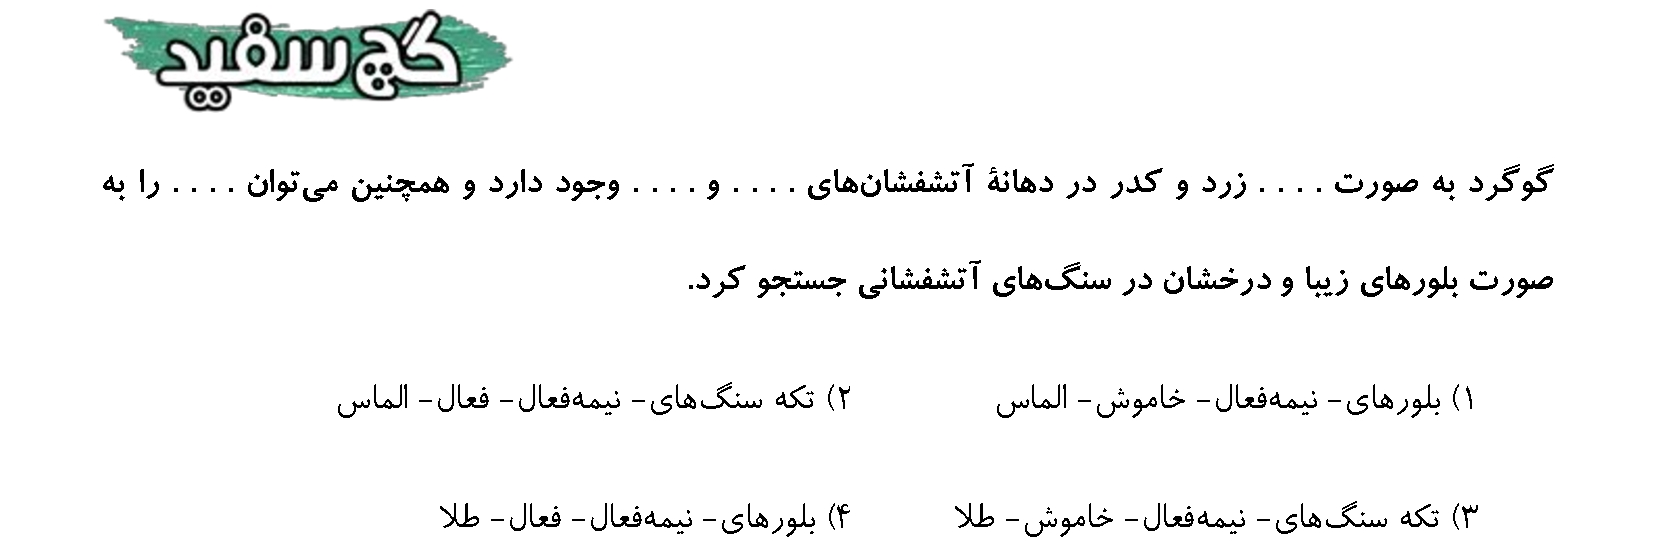 گچ سفید
گوگرد به صورت . . . . زرد و کدر در دهانهٔ آتشفشان‌های . . . . و . . . . وجود دارد و همچنین می‌توان . . . . را به
صورت بلورهای زیبا و درخشان در سنگ‌های آتشفشانی جستجو کرد.
۱) بلورهای- نیمه‌فعال- خاموش- الماس
۲) تکه سنگ‌های- نیمه‌فعال- فعال- الماس
۳) تکه سنگ‌های- نیمه‌فعال- خاموش- طلا
۴) بلورهای- نیمه‌فعال- فعال- طلا